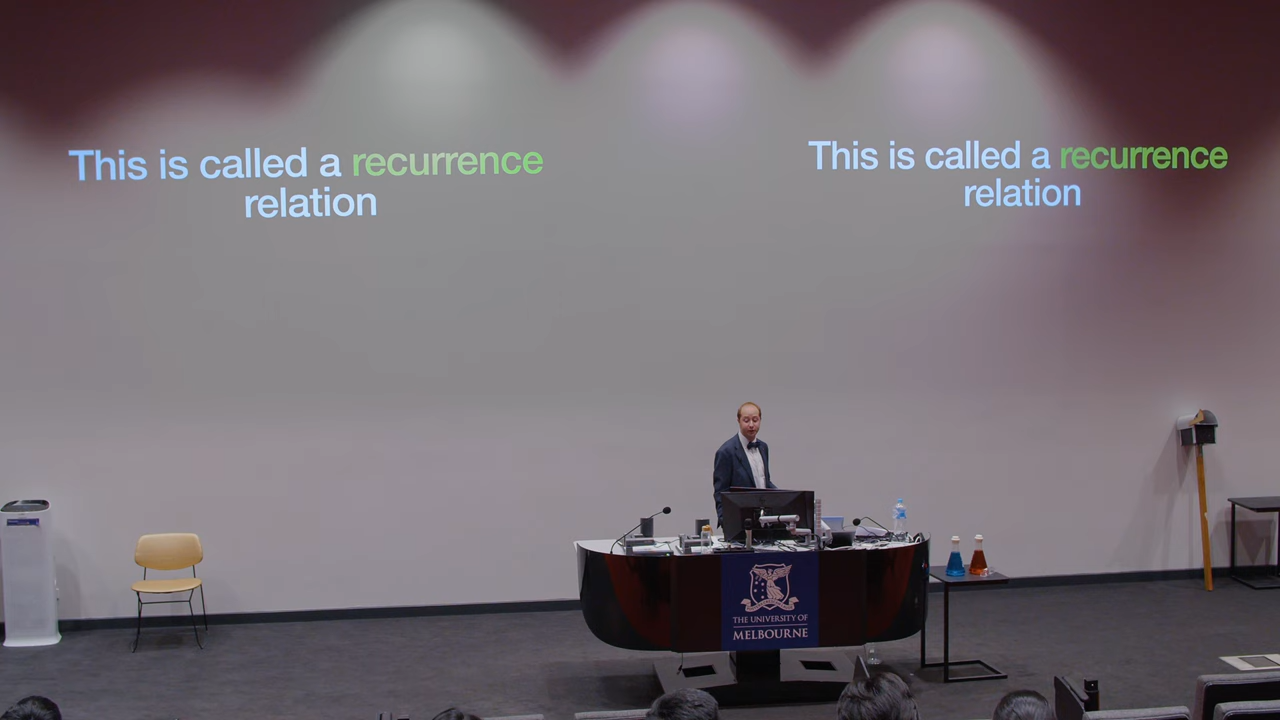 This is called a recurrence
relation
This is called a recurrence
relation
THE UNIVERSITY OF
MELBOURNE